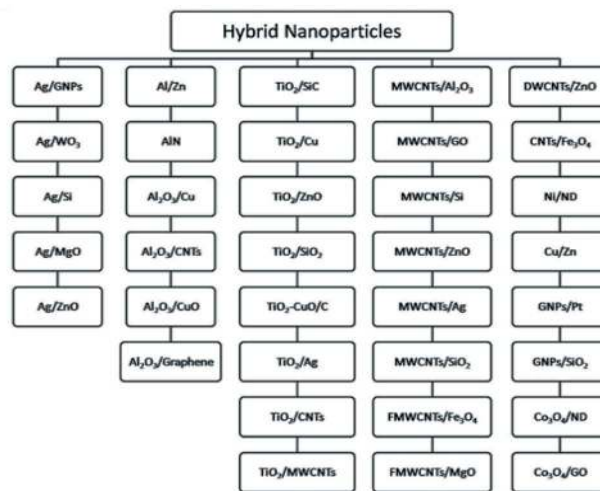 Hybrid Nanoparticles
Ag/GNPs
Ag/WO₃
Ag/Si
Ag/MgO
Ag/ZnO
Al/Zn
AlN
Al₂O₃/Cu
Al₂O₃/CNTs
Al₂O₃/CuO
Al₂O₃/Graphene
TiO₂/SiC
TiO₂/Cu
TiO₂/ZnO
TiO₂/SiO₂
TiO₂-CuO/C
TiO₂/Ag
TiO₂/CNTs
TiO₂/MWCNTs
MWCNTs/Al₂O₃
MWCNTs/GO
MWCNTs/Si
MWCNTs/ZnO
MWCNTs/Ag
MWCNTs/SiO₂
FMWCNTs/Fe₃O₄
FMWCNTs/MgO
DWCNTs/ZnO
CNTs/Fe₃O₄
Ni/ND
Cu/Zn
GNPs/Pt
GNPs/SiO₂
Co₃O₄/ND
Co₃O₄/GO